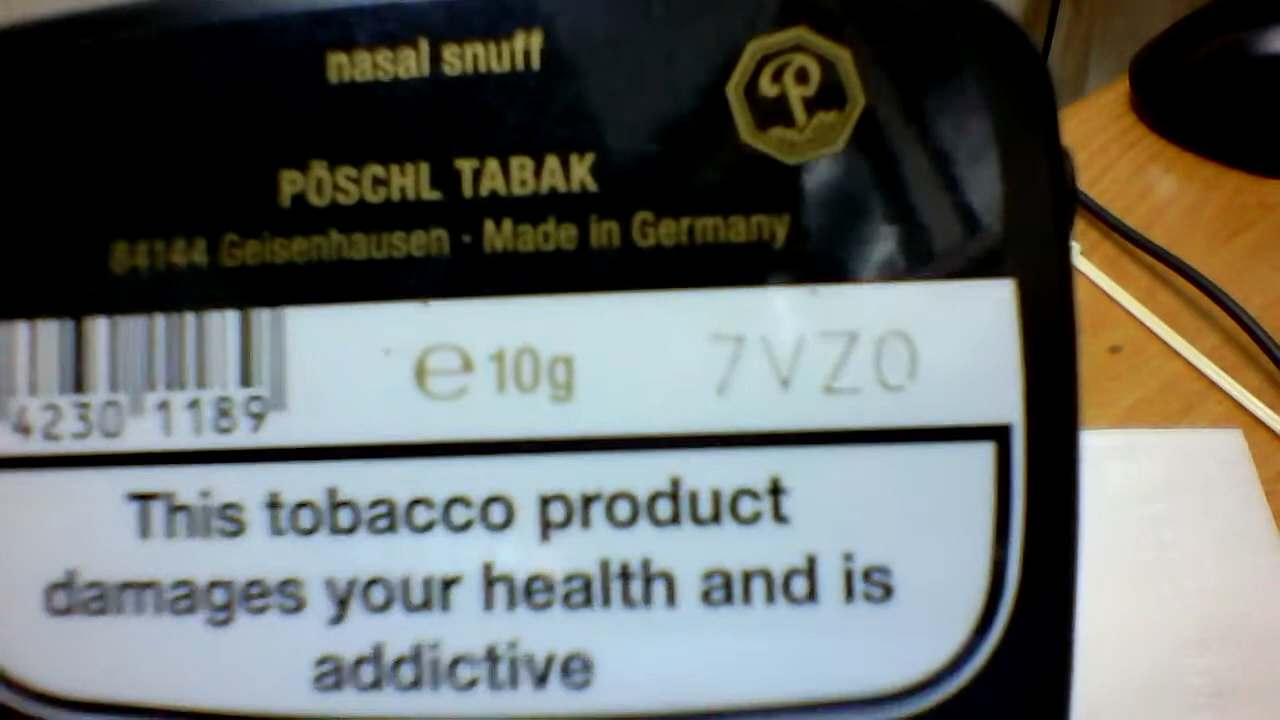 nasal snuff
PÖSCHL TABAK
84144 Geisenhausen · Made in Germany
4230 1189
℮ 10g
7VZ0
This tobacco product
damages your health and is
addictive